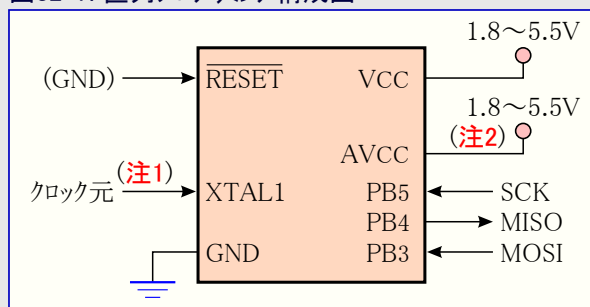 1.8～5.5V
(GND)
RESET
VCC
1.8～5.5V
(注2)
AVCC
クロック元
(注1)
XTAL1
PB5
SCK
PB4
MISO
GND
PB3
MOSI